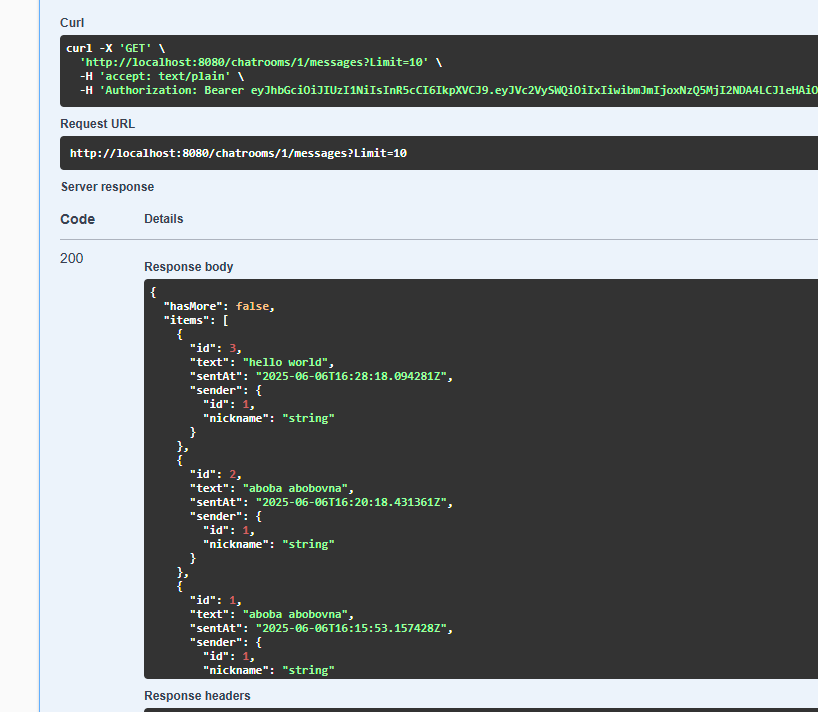 Curl
curl -X 'GET' \
'http://localhost:8080/chatrooms/1/messages?Limit=10' \
-H 'accept: text/plain' \
-H 'Authorization: Bearer eyJhbGciOiJIUzI1NiIsInR5cCI6IkpXVCJ9.eyJVc2VySWQiOiIxIiwibmJmIjoxNzQ5MjI2NDA4LCJleHAiO
Request URL
http://localhost:8080/chatrooms/1/messages?Limit=10
Server response
Code Details
200
Response body
{
"hasMore": false,
"items": [
{
"id": 3,
"text": "hello world",
"sentAt": "2025-06-06T16:28:18.094281Z",
"sender": {
"id": 1,
"nickname": "string"
}
},
{
"id": 2,
"text": "aboba abobovna",
"sentAt": "2025-06-06T16:20:18.431361Z",
"sender": {
"id": 1,
"nickname": "string"
}
},
{
"id": 1,
"text": "aboba abobovna",
"sentAt": "2025-06-06T16:15:53.157428Z",
"sender": {
"id": 1,
"nickname": "string"
Response headers